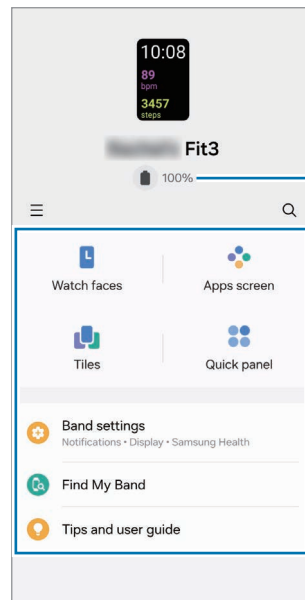 10:08
89
bpm
3457
steps
Fit3
100%
Watch faces
Apps screen
Tiles
Quick panel
Band settings
Notifications • Display • Samsung Health
Find My Band
Tips and user guide